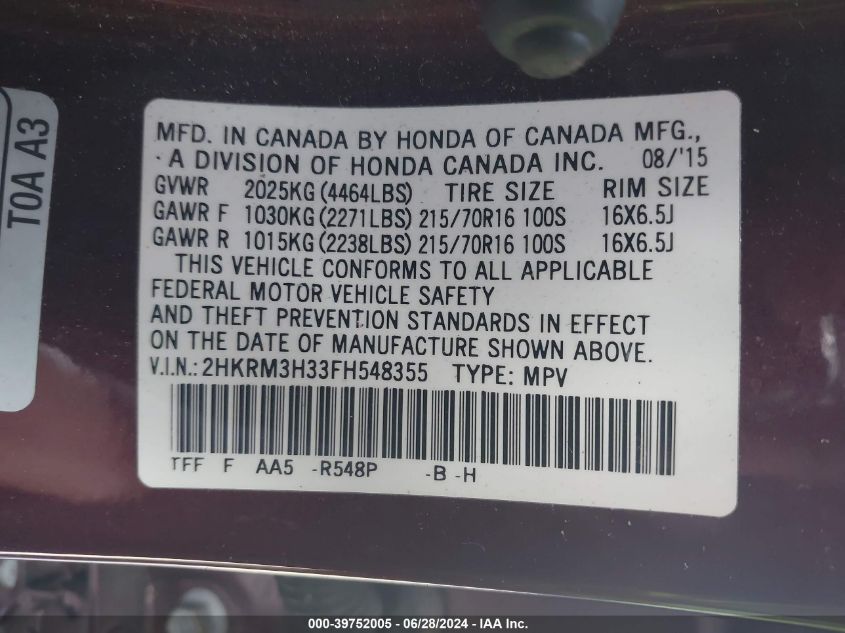 MFD. IN CANADA BY HONDA OF CANADA MFG.,
A DIVISION OF HONDA CANADA INC. 08/'15
GVWR 2025KG (4464LBS) TIRE SIZE RIM SIZE
GAWR F 1030KG (2271LBS) 215/70R16 100S 16X6.5J
GAWR R 1015KG (2238LBS) 215/70R16 100S 16X6.5J
THIS VEHICLE CONFORMS TO ALL APPLICABLE
FEDERAL MOTOR VEHICLE SAFETY
AND THEFT PREVENTION STANDARDS IN EFFECT
ON THE DATE OF MANUFACTURE SHOWN ABOVE.
V.I.N.: 2HKRM3H33FH548355 TYPE: MPV
TFF F AA5 -R548P -B -H
T0A A3
000-39752005 - 06/28/2024 - IAA Inc.